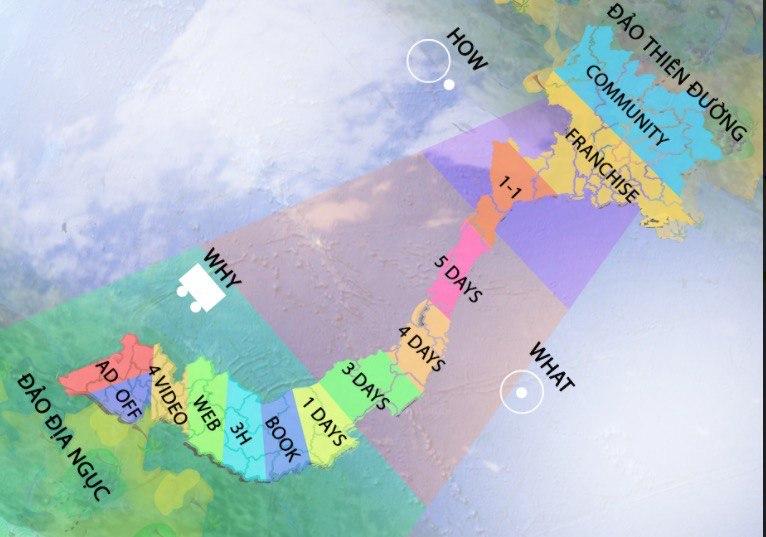 HOW
ĐẢO THIÊN ĐƯỜNG
COMMUNITY
FRANCHISE
1-1
5 DAYS
WHY
4 DAYS
WHAT
3 DAYS
1 DAYS
BOOK
3H
WEB
4 VIDEO
AD
OFF
ĐẢO ĐỊA NGỤC